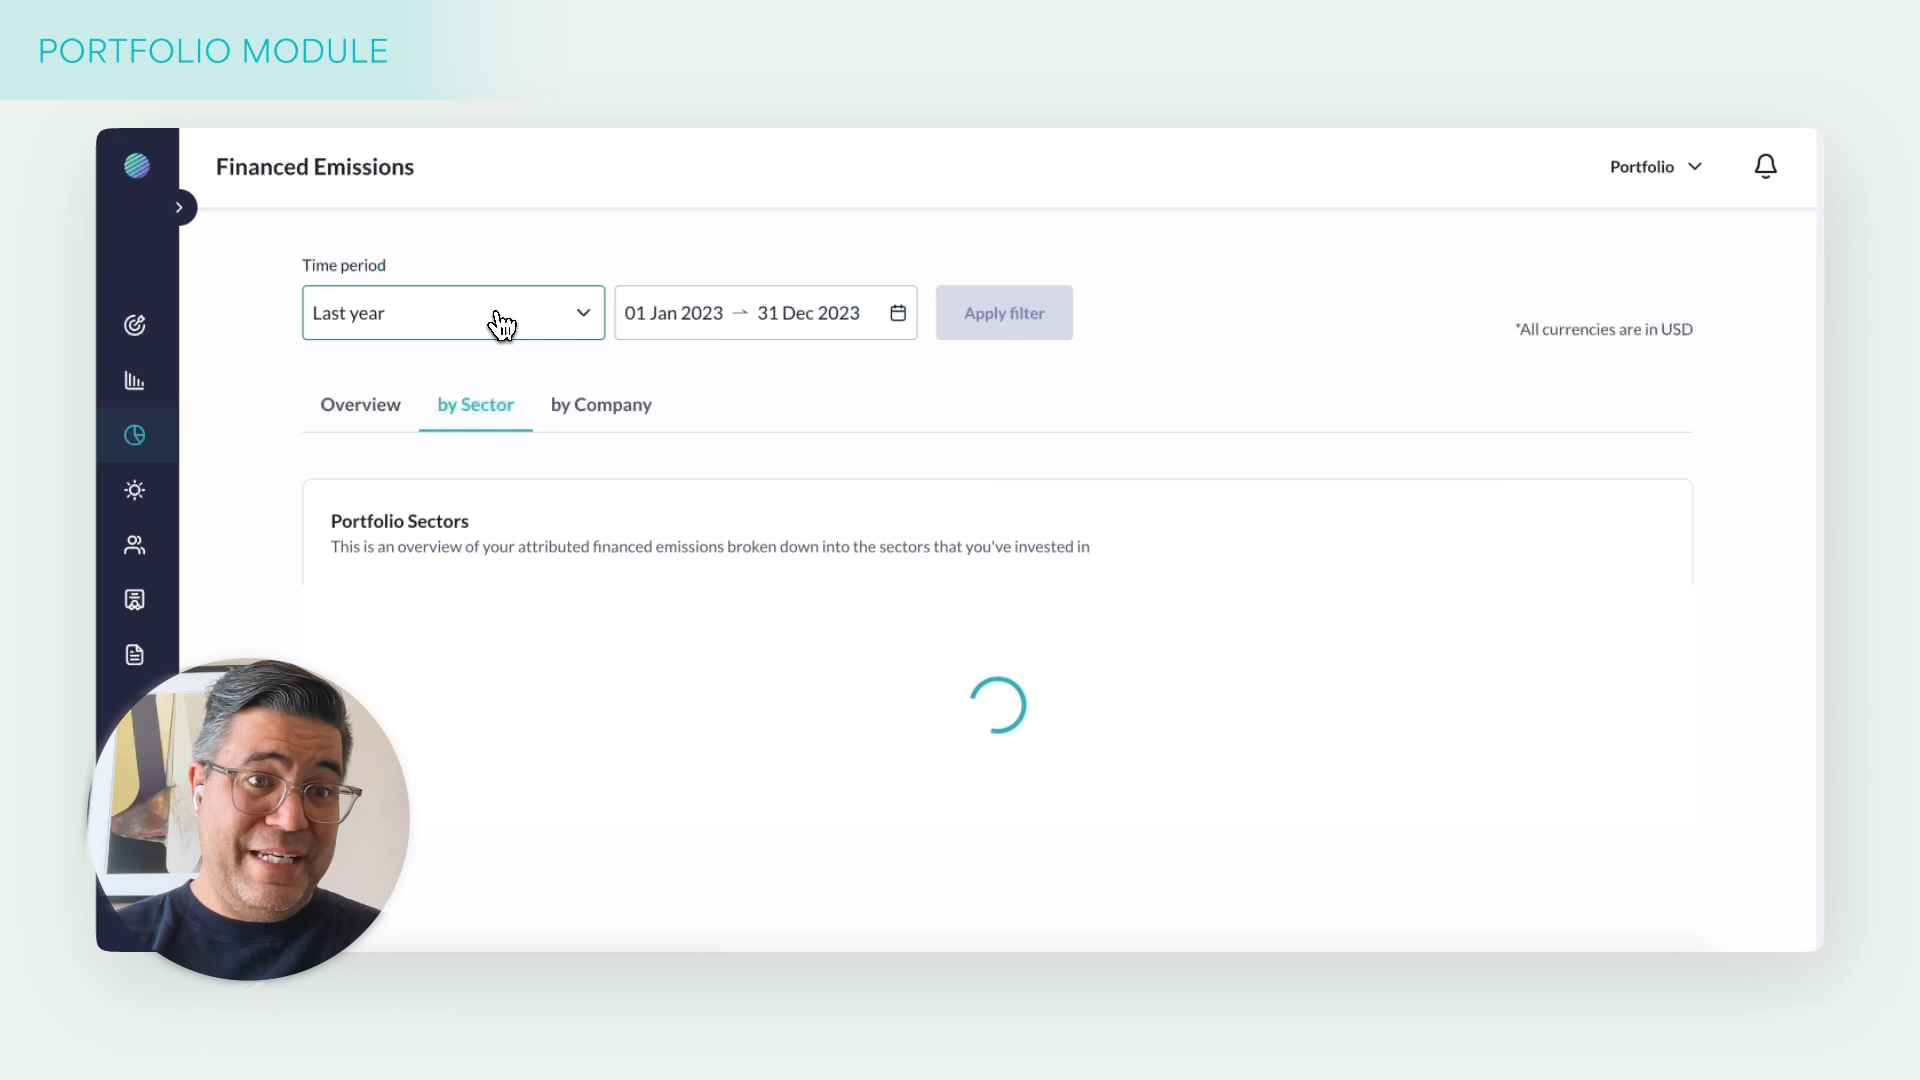 PORTFOLIO MODULE
Financed Emissions
Portfolio
Time period
Last year
01 Jan 2023 → 31 Dec 2023
Apply filter
*All currencies are in USD
Overview
by Sector
by Company
Portfolio Sectors
This is an overview of your attributed financed emissions broken down into the sectors that you've invested in